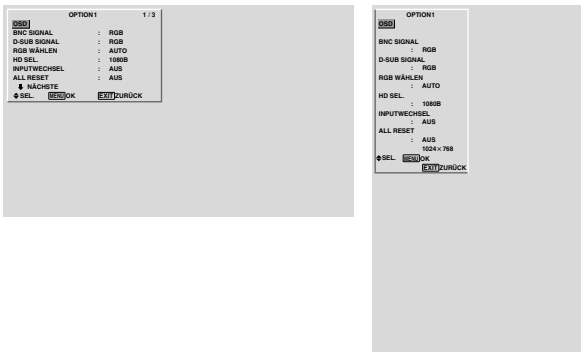 OPTION1 1 / 3
OSD
BNC SIGNAL : RGB
D-SUB SIGNAL : RGB
RGB WÄHLEN : AUTO
HD SEL. : 1080B
INPUTWECHSEL : AUS
ALL RESET : AUS
NÄCHSTE
SEL. MENU OK EXIT ZURÜCK
OPTION1
OSD
BNC SIGNAL
: RGB
D-SUB SIGNAL
: RGB
RGB WÄHLEN
: AUTO
HD SEL.
: 1080B
INPUTWECHSEL
: AUS
ALL RESET
: AUS
1024×768
SEL. MENU OK
EXIT ZURÜCK